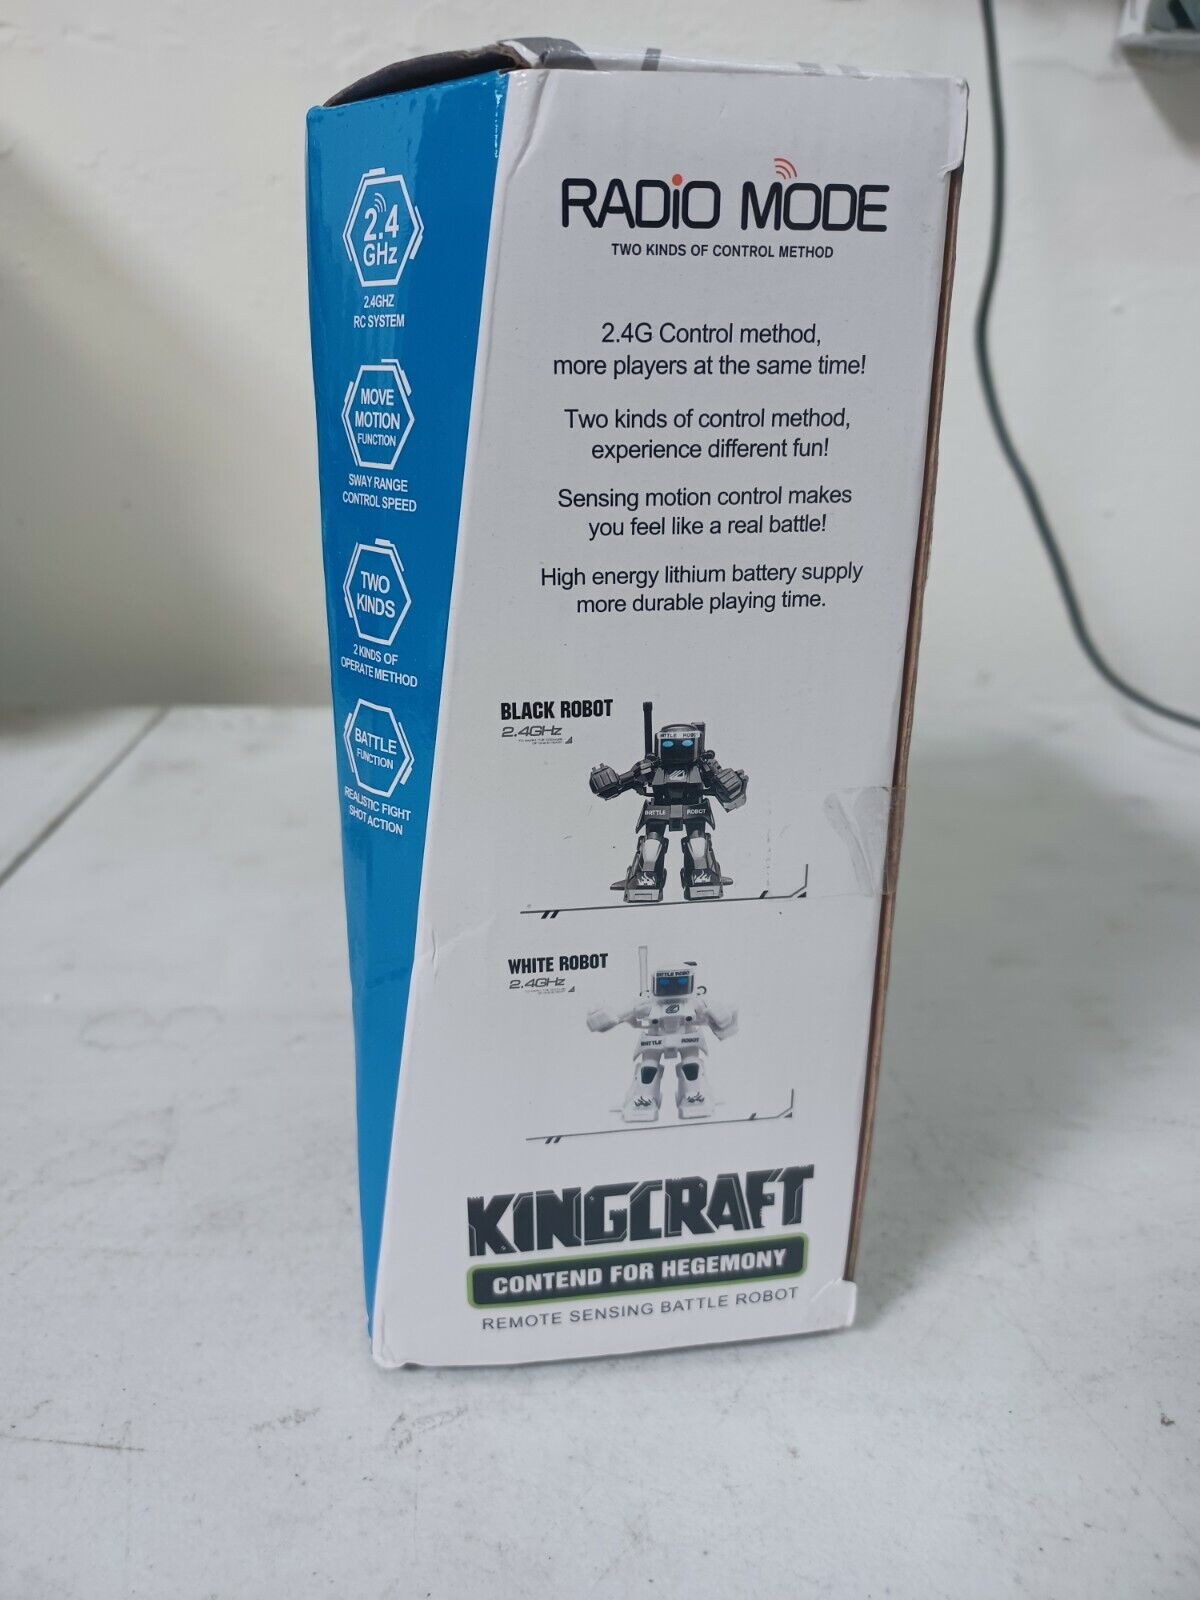 2.4
GHz
2.4GHZ
RC SYSTEM
MOVE
MOTION
FUNCTION
SWAY RANGE
CONTROL SPEED
TWO
KINDS
2 KINDS OF
OPERATE METHOD
BATTLE
FUNCTION
REALISTIC FIGHT
SHOT ACTION
RADiO MODE
TWO KINDS OF CONTROL METHOD
2.4G Control method,
more players at the same time!
Two kinds of control method,
experience different fun!
Sensing motion control makes
you feel like a real battle!
High energy lithium battery supply
more durable playing time.
BLACK ROBOT
2.4GHz
BATTLE ROBOT
BATTLE ROBOT
WHITE ROBOT
2.4GHz
BATTLE ROBOT
BATTLE ROBOT
KINGCRAFT
CONTEND FOR HEGEMONY
REMOTE SENSING BATTLE ROBOT